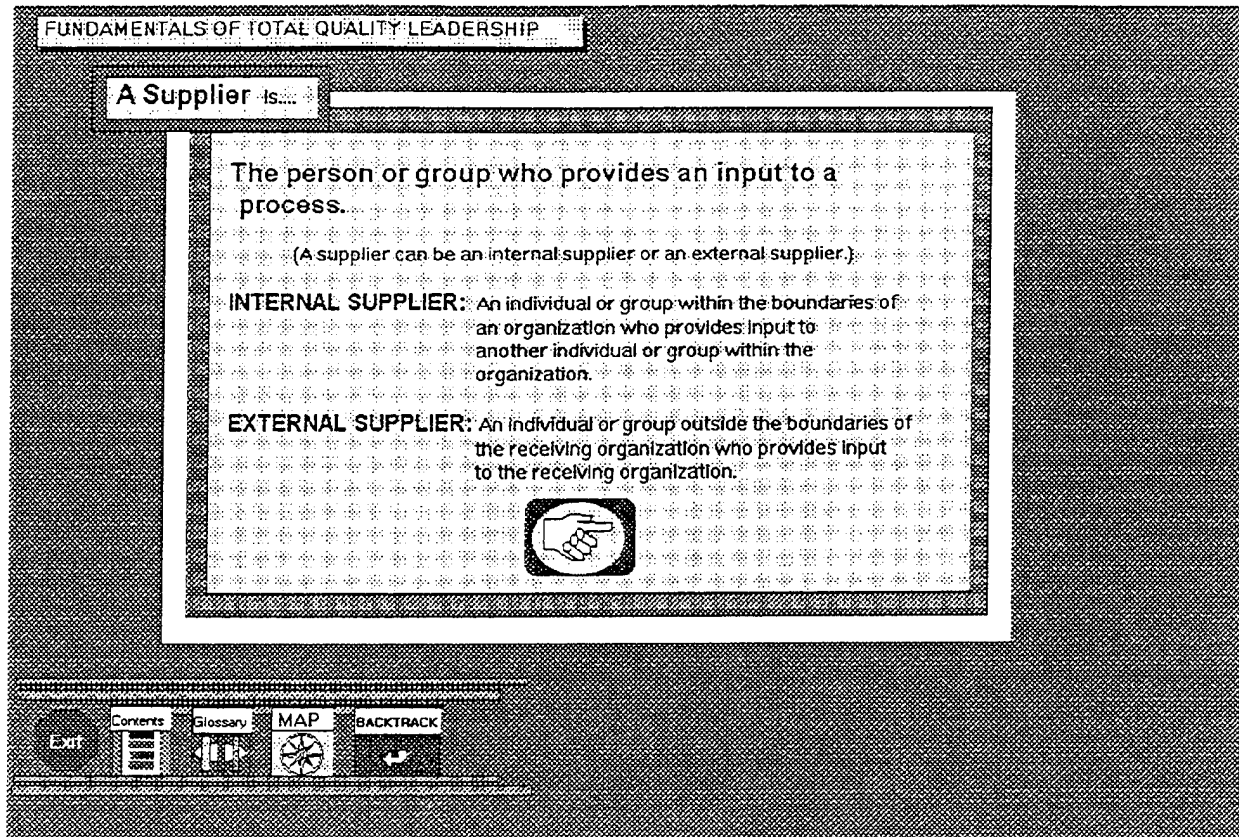 FUNDAMENTALS OF TOTAL QUALITY LEADERSHIP
A Supplier is....
The person or group who provides an input to a
process.
(A supplier can be an internal supplier or an external supplier.)
INTERNAL SUPPLIER: An individual or group within the boundaries of
an organization who provides input to
another individual or group within the
organization.
EXTERNAL SUPPLIER: An individual or group outside the boundaries of
the receiving organization who provides input
to the receiving organization.
Exit
Contents
Glossary
MAP
BACKTRACK